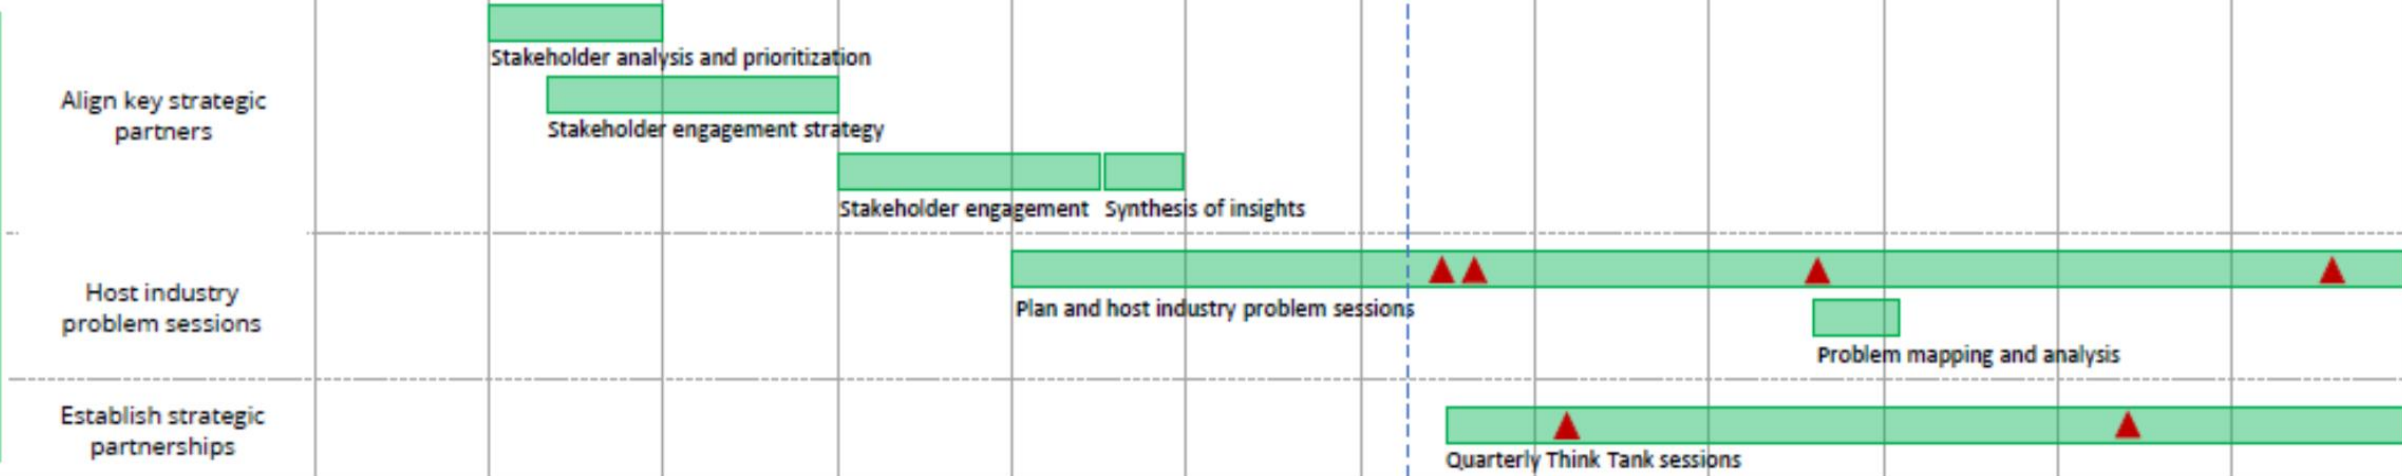 Stakeholder analysis and prioritization
Align key strategic
partners
Stakeholder engagement strategy
Stakeholder engagement
Synthesis of insights
Host industry
problem sessions
Plan and host industry problem sessions
Problem mapping and analysis
Establish strategic
partnerships
Quarterly Think Tank sessions